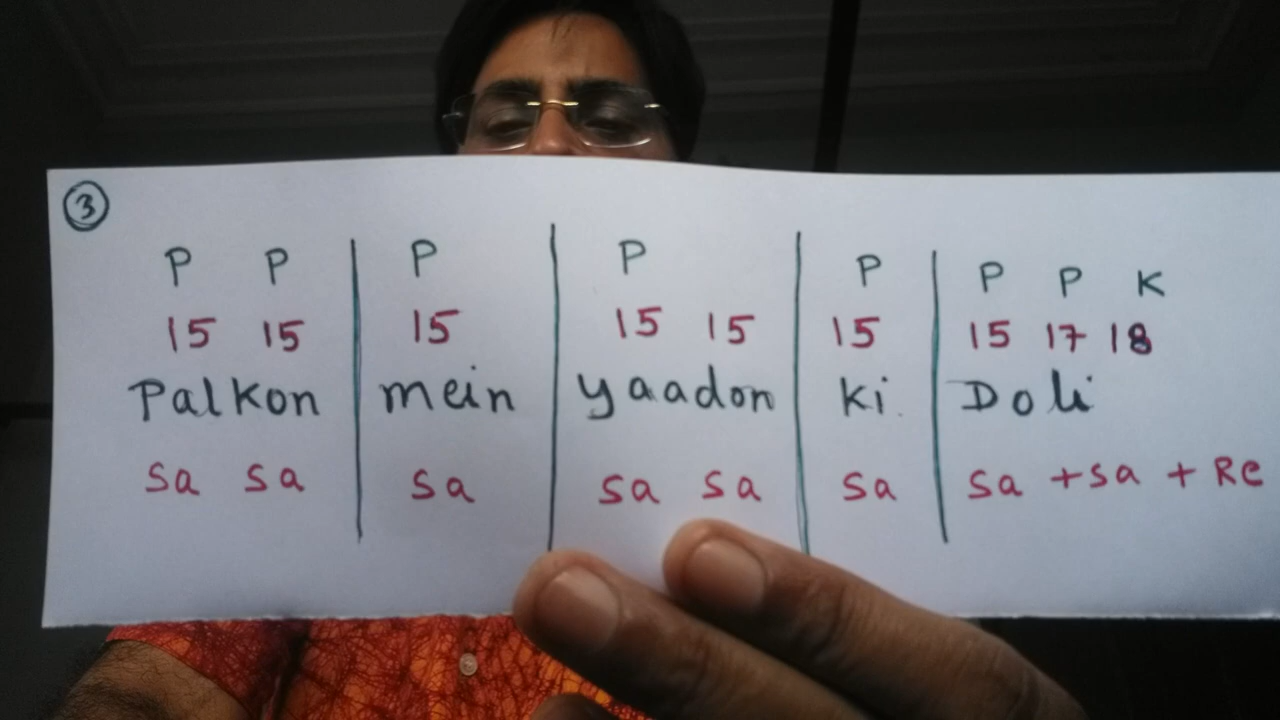 3
P P | P | P | P | P P K
15 15 | 15 | 15 15 | 15 | 15 17 18
Palkon | mein | yaadon | ki | Doli
Sa Sa | Sa | Sa Sa | Sa | Sa + Sa + Re